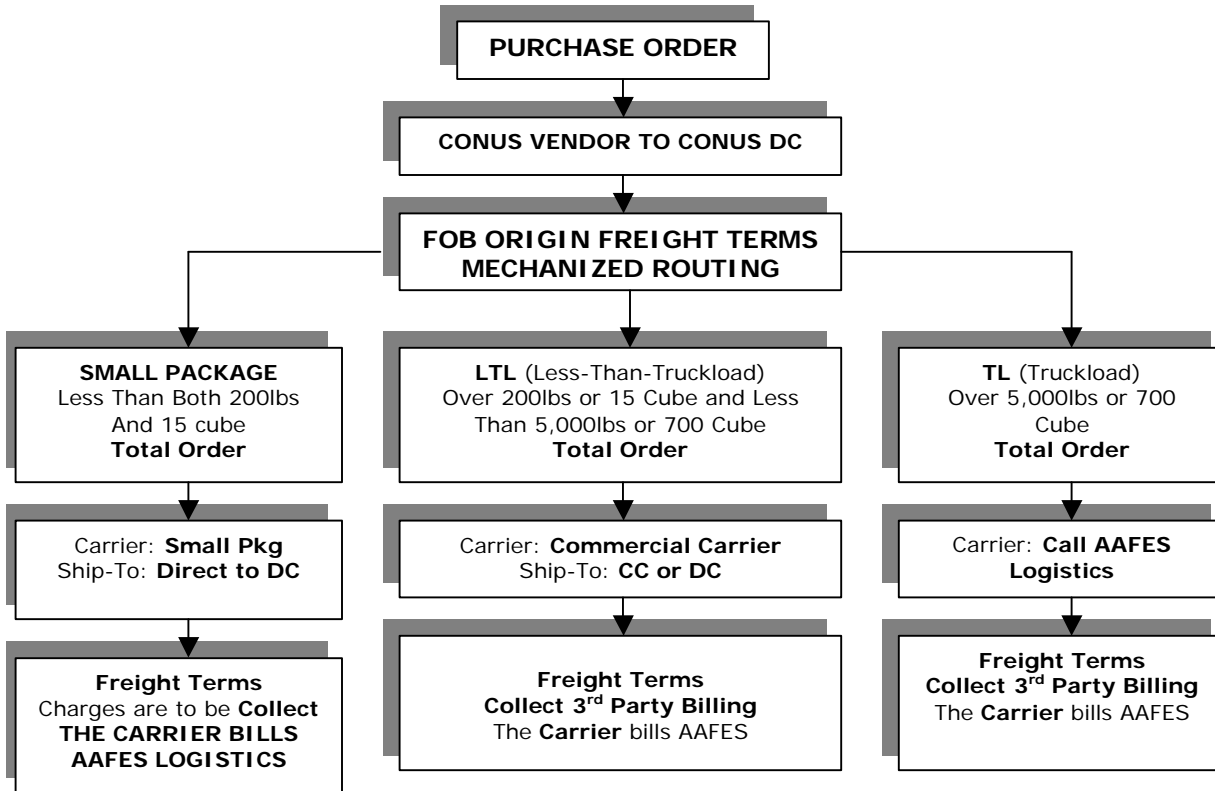 PURCHASE ORDER
CONUS VENDOR TO CONUS DC
FOB ORIGIN FREIGHT TERMS
MECHANIZED ROUTING
SMALL PACKAGE
Less Than Both 200lbs
And 15 cube
Total Order
LTL (Less-Than-Truckload)
Over 200lbs or 15 Cube and Less
Than 5,000lbs or 700 Cube
Total Order
TL (Truckload)
Over 5,000lbs or 700
Cube
Total Order
Carrier: Small Pkg
Ship-To: Direct to DC
Carrier: Commercial Carrier
Ship-To: CC or DC
Carrier: Call AAFES
Logistics
Freight Terms
Charges are to be Collect
THE CARRIER BILLS
AAFES LOGISTICS
Freight Terms
Collect 3rd Party Billing
The Carrier bills AAFES
Freight Terms
Collect 3rd Party Billing
The Carrier bills AAFES